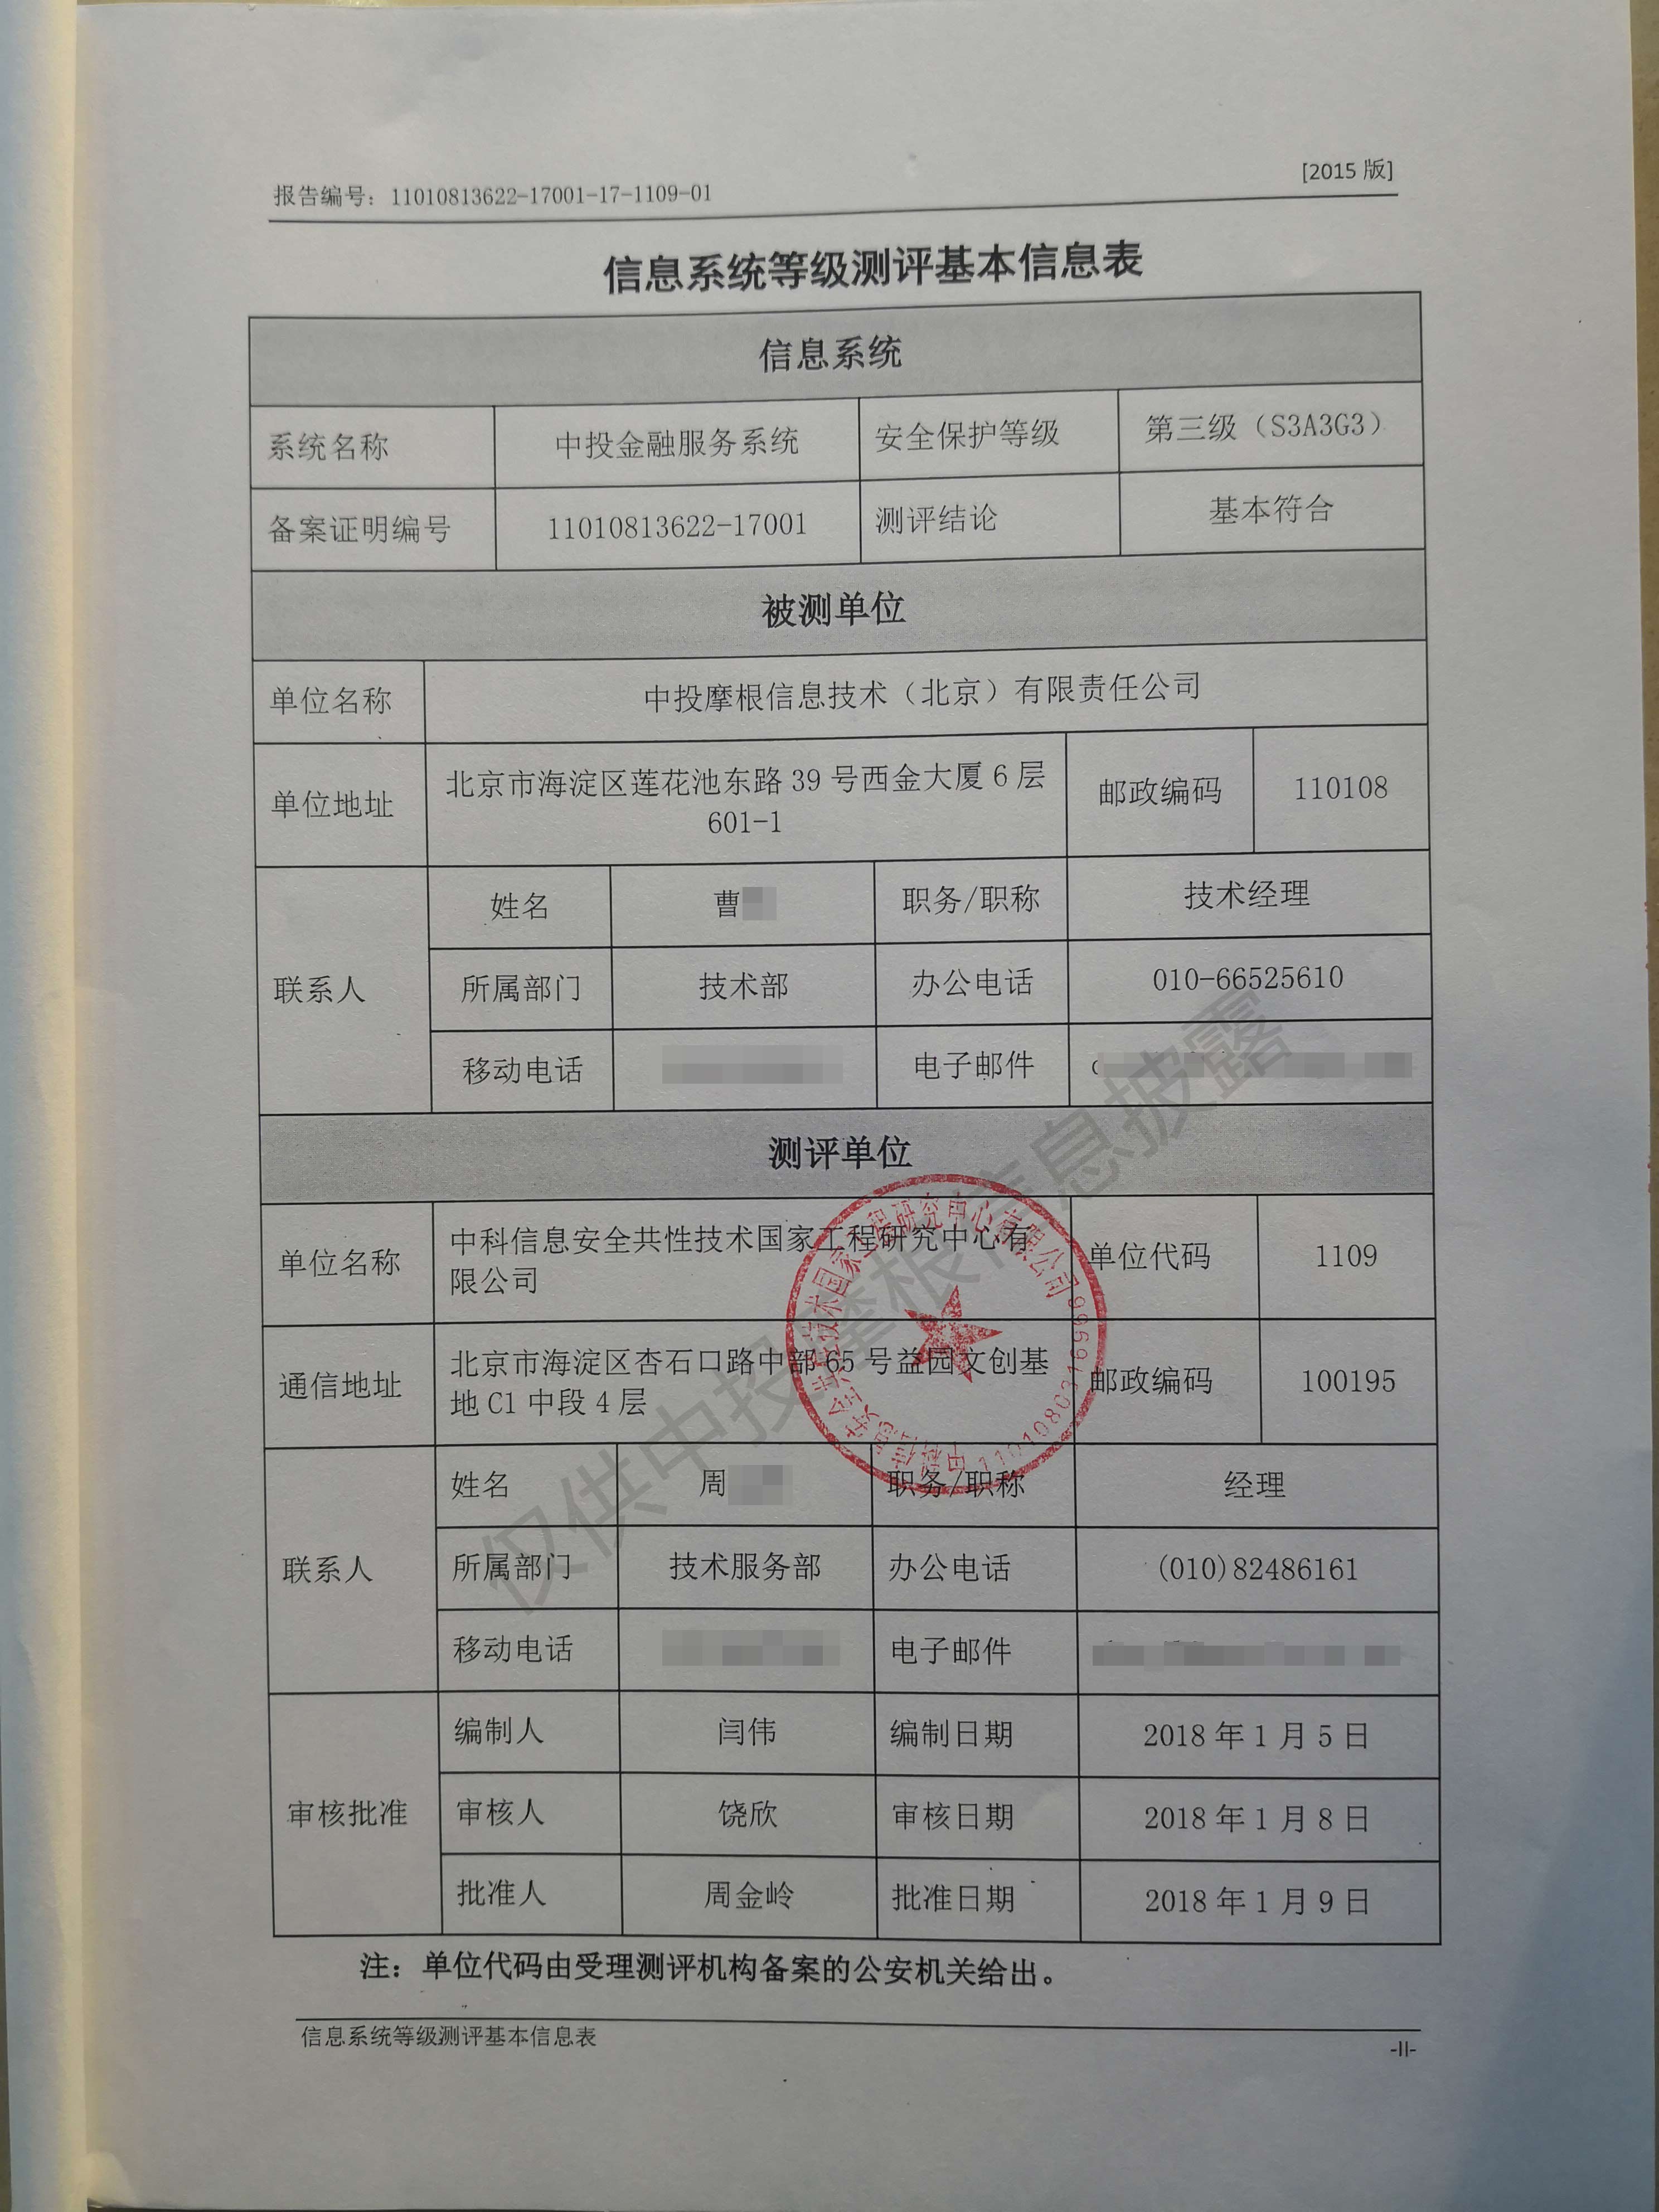 报告编号：11010813622-17001-17-1109-01
[2015 版]
信息系统等级测评基本信息表
信息系统
系统名称 中投金融服务系统 安全保护等级 第三级（S3A3G3）
备案证明编号 11010813622-17001 测评结论 基本符合
被测单位
单位名称 中投摩根信息技术（北京）有限责任公司
单位地址 北京市海淀区莲花池东路 39 号西金大厦 6 层
601-1
邮政编码 110108
联系人
姓名 曹 职务/职称 技术经理
所属部门 技术部 办公电话 010-66525610
移动电话 电子邮件
测评单位
单位名称 中科信息安全共性技术国家工程研究中心有
限公司
单位代码 1109
通信地址 北京市海淀区杏石口路中部 65 号益园文创基
地 C1 中段 4 层
邮政编码 100195
联系人
姓名 周 职务/职称 经理
所属部门 技术服务部 办公电话 (010)82486161
移动电话 电子邮件
审核批准
编制人 闫伟 编制日期 2018 年 1 月 5 日
审核人 饶欣 审核日期 2018 年 1 月 8 日
批准人 周金岭 批准日期 2018 年 1 月 9 日
注：单位代码由受理测评机构备案的公安机关给出。
信息系统等级测评基本信息表
-II-
仅供中投摩根信息披露
中科信息安全共性技术国家工程研究中心有限公司